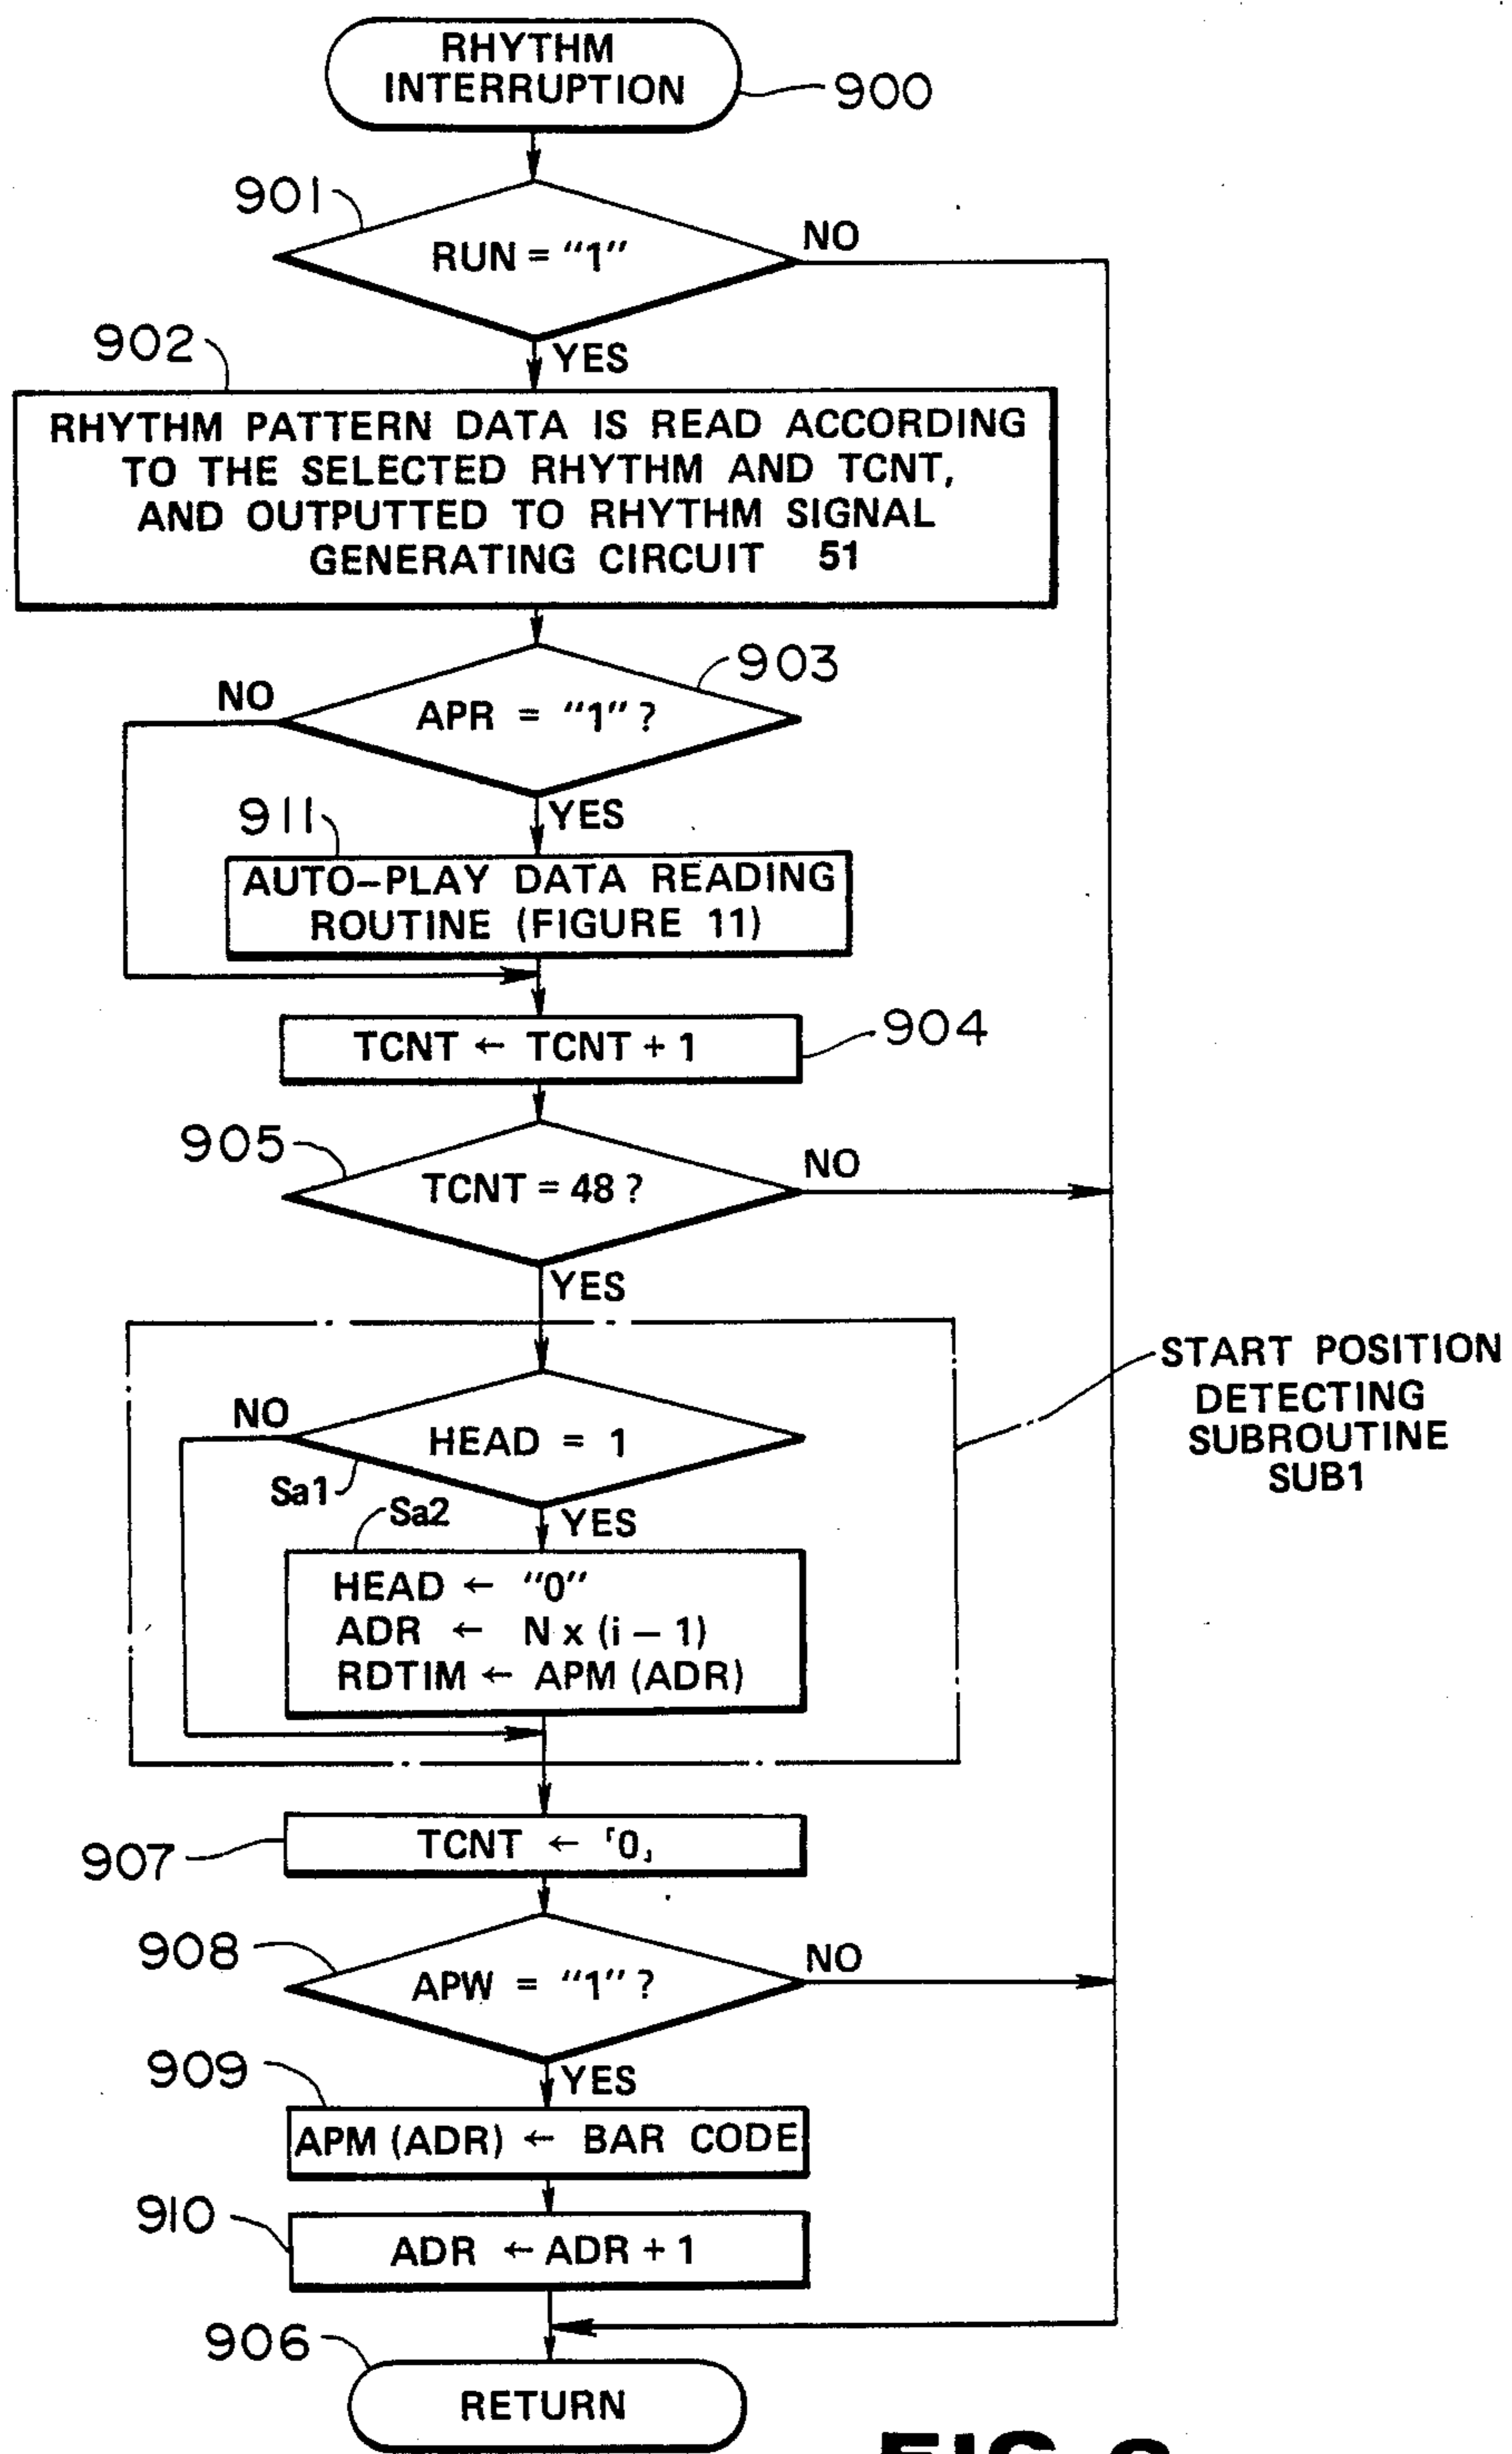 RHYTHM
INTERRUPTION
900
901
RUN = "1"
NO
YES
902
RHYTHM PATTERN DATA IS READ ACCORDING
TO THE SELECTED RHYTHM AND TCNT,
AND OUTPUTTED TO RHYTHM SIGNAL
GENERATING CIRCUIT 51
903
NO
APR = "1" ?
YES
911
AUTO-PLAY DATA READING
ROUTINE (FIGURE 11)
TCNT ← TCNT + 1
904
905
TCNT = 48 ?
NO
YES
START POSITION
DETECTING
SUBROUTINE
SUB1
NO
HEAD = 1
Sa1
YES
Sa2
HEAD ← "0"
ADR ← N x (i – 1)
RDTIM ← APM (ADR)
TCNT ← 「0」
907
908
APW = "1" ?
NO
YES
909
APM (ADR) ← BAR CODE
910
ADR ← ADR + 1
906
RETURN